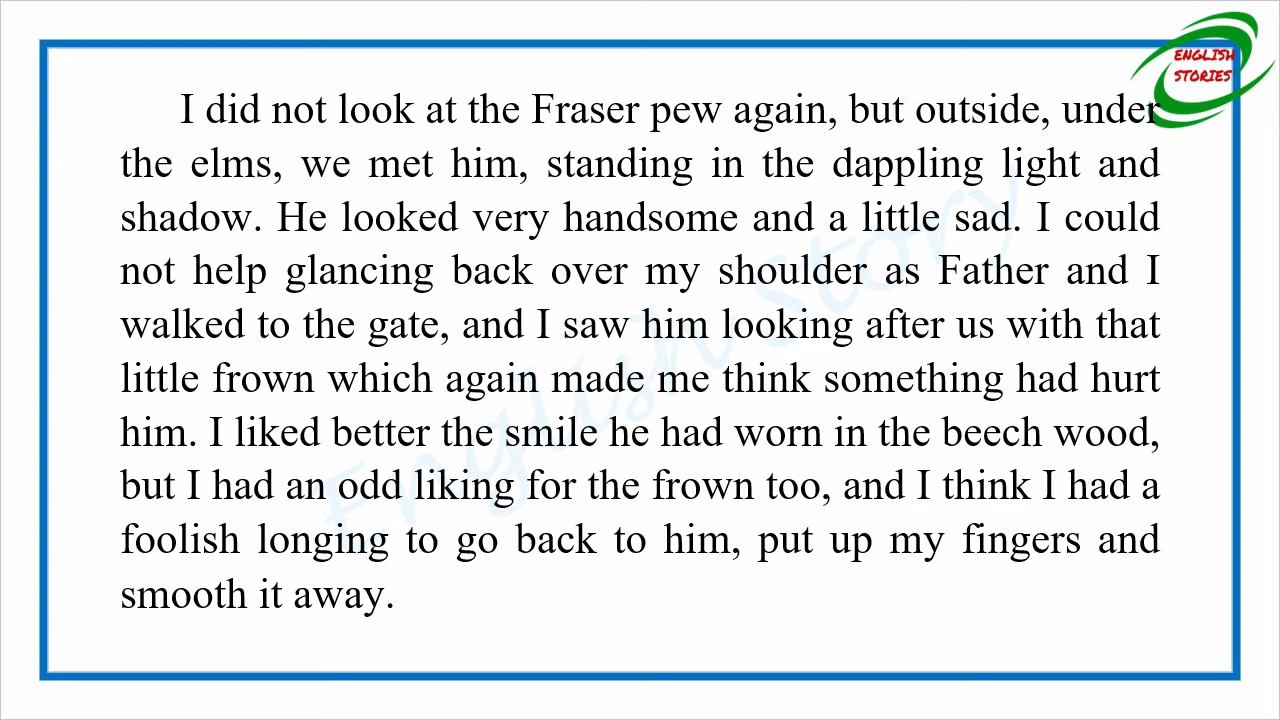 ENGLISH
STORIES
I did not look at the Fraser pew again, but outside, under
the elms, we met him, standing in the dappling light and
shadow. He looked very handsome and a little sad. I could
not help glancing back over my shoulder as Father and I
walked to the gate, and I saw him looking after us with that
little frown which again made me think something had hurt
him. I liked better the smile he had worn in the beech wood,
but I had an odd liking for the frown too, and I think I had a
foolish longing to go back to him, put up my fingers and
smooth it away.
English Story